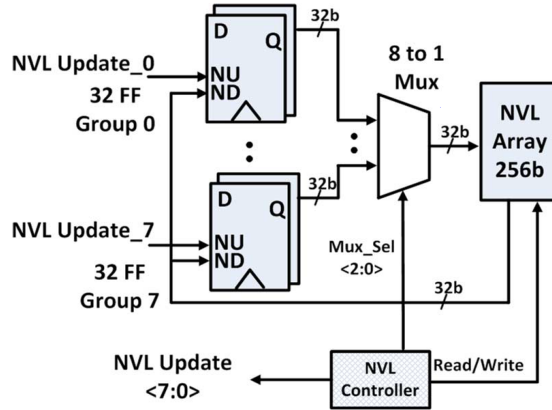 D
Q
32b
NVL Update_0
NU
ND
32 FF
Group 0
8 to 1
Mux
32b
NVL
Array
256b
D
Q
32b
NVL Update_7
NU
ND
32 FF
Group 7
Mux_Sel
<2:0>
32b
NVL Update
<7:0>
NVL
Controller
Read/Write